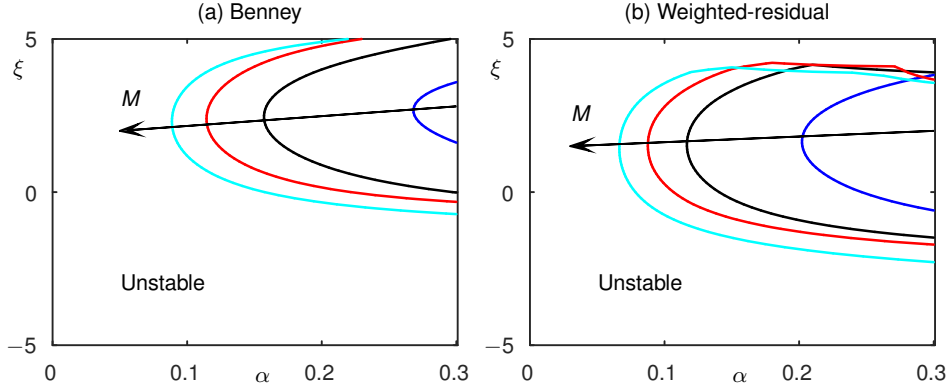 (a) Benney
(b) Weighted-residual
5
ξ
M
0
Unstable
−5
0
0.1
α
0.2
0.3
5
ξ
M
0
Unstable
−5
0
0.1
α
0.2
0.3